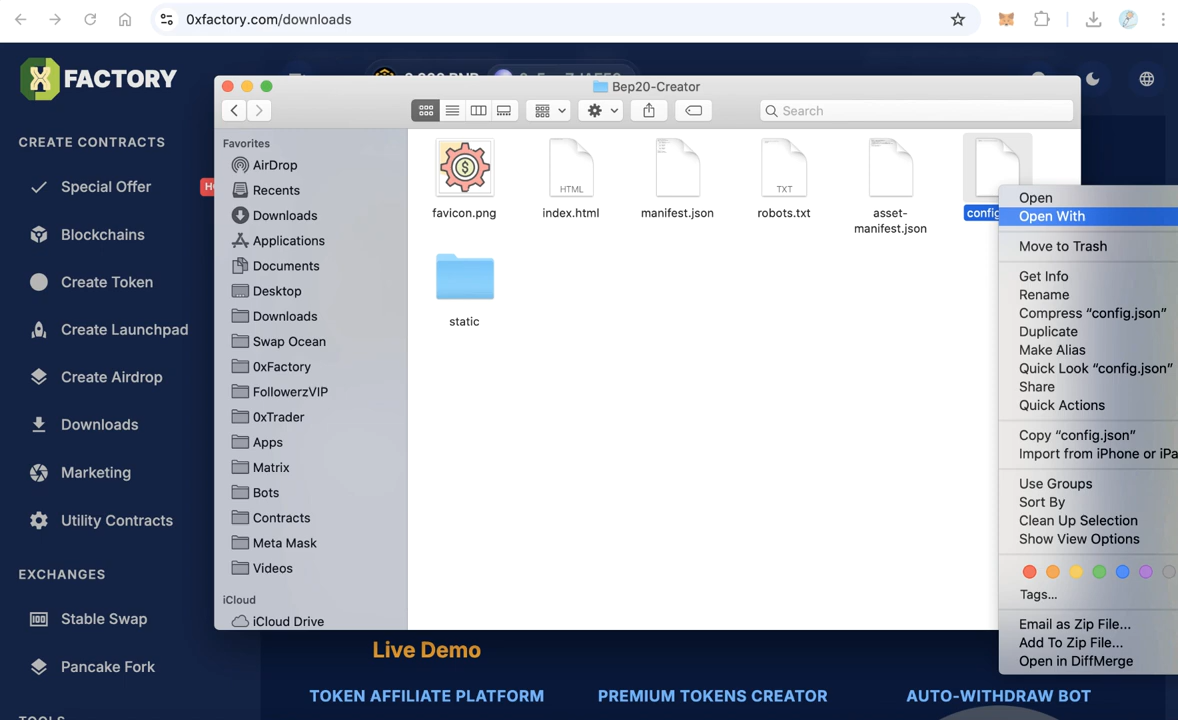 0xfactory.com/downloads
FACTORY
CREATE CONTRACTS
Special Offer
Blockchains
Create Token
Create Launchpad
Create Airdrop
Downloads
Marketing
Utility Contracts
EXCHANGES
Stable Swap
Pancake Fork
TOOLS
Bep20-Creator
Search
Favorites
AirDrop
Recents
Downloads
Applications
Documents
Desktop
Downloads
Swap Ocean
0xFactory
FollowerzVIP
0xTrader
Apps
Matrix
Bots
Contracts
Meta Mask
Videos
iCloud
iCloud Drive
favicon.png
HTML
index.html
manifest.json
TXT
robots.txt
asset-
manifest.json
config
static
Open
Open With
Move to Trash
Get Info
Rename
Compress “config.json”
Duplicate
Make Alias
Quick Look “config.json”
Share
Quick Actions
Copy “config.json”
Import from iPhone or iPa
Use Groups
Sort By
Clean Up Selection
Show View Options
Tags...
Email as Zip File...
Add To Zip File...
Open in DiffMerge
Live Demo
TOKEN AFFILIATE PLATFORM
PREMIUM TOKENS CREATOR
AUTO-WITHDRAW BOT